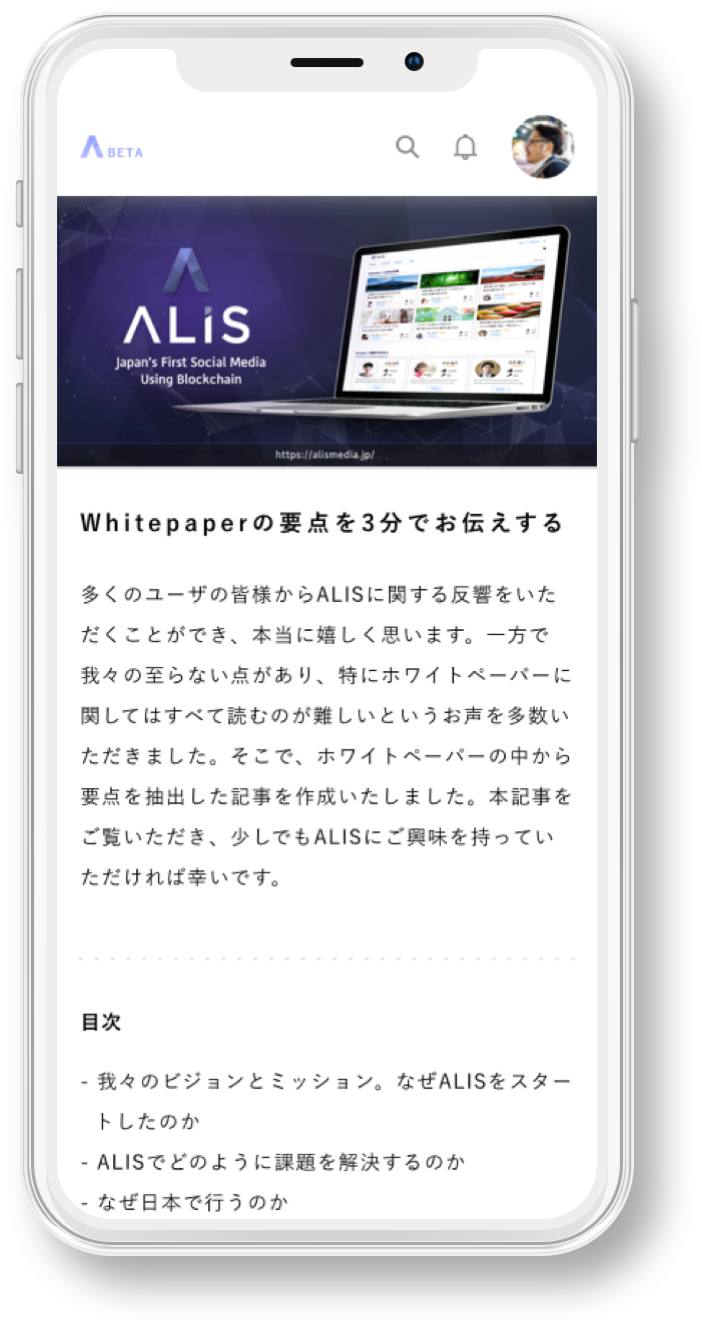 BETA
ALiS
Japan's First Social Media
Using Blockchain
https://alismedia.jp/
Whitepaperの要点を3分でお伝えする
多くのユーザの皆様からALISに関する反響をいた
だくことができ、本当に嬉しく思います。一方で
我々の至らない点があり、特にホワイトペーパーに
関してはすべて読むのが難しいというお声を多数い
ただきました。そこで、ホワイトペーパーの中から
要点を抽出した記事を作成いたしました。本記事を
ご覧いただき、少しでもALISにご興味を持ってい
ただければ幸いです。
目次
- 我々のビジョンとミッション。なぜALISをスター
トしたのか
- ALISでどのように課題を解決するのか
- なぜ日本で行うのか